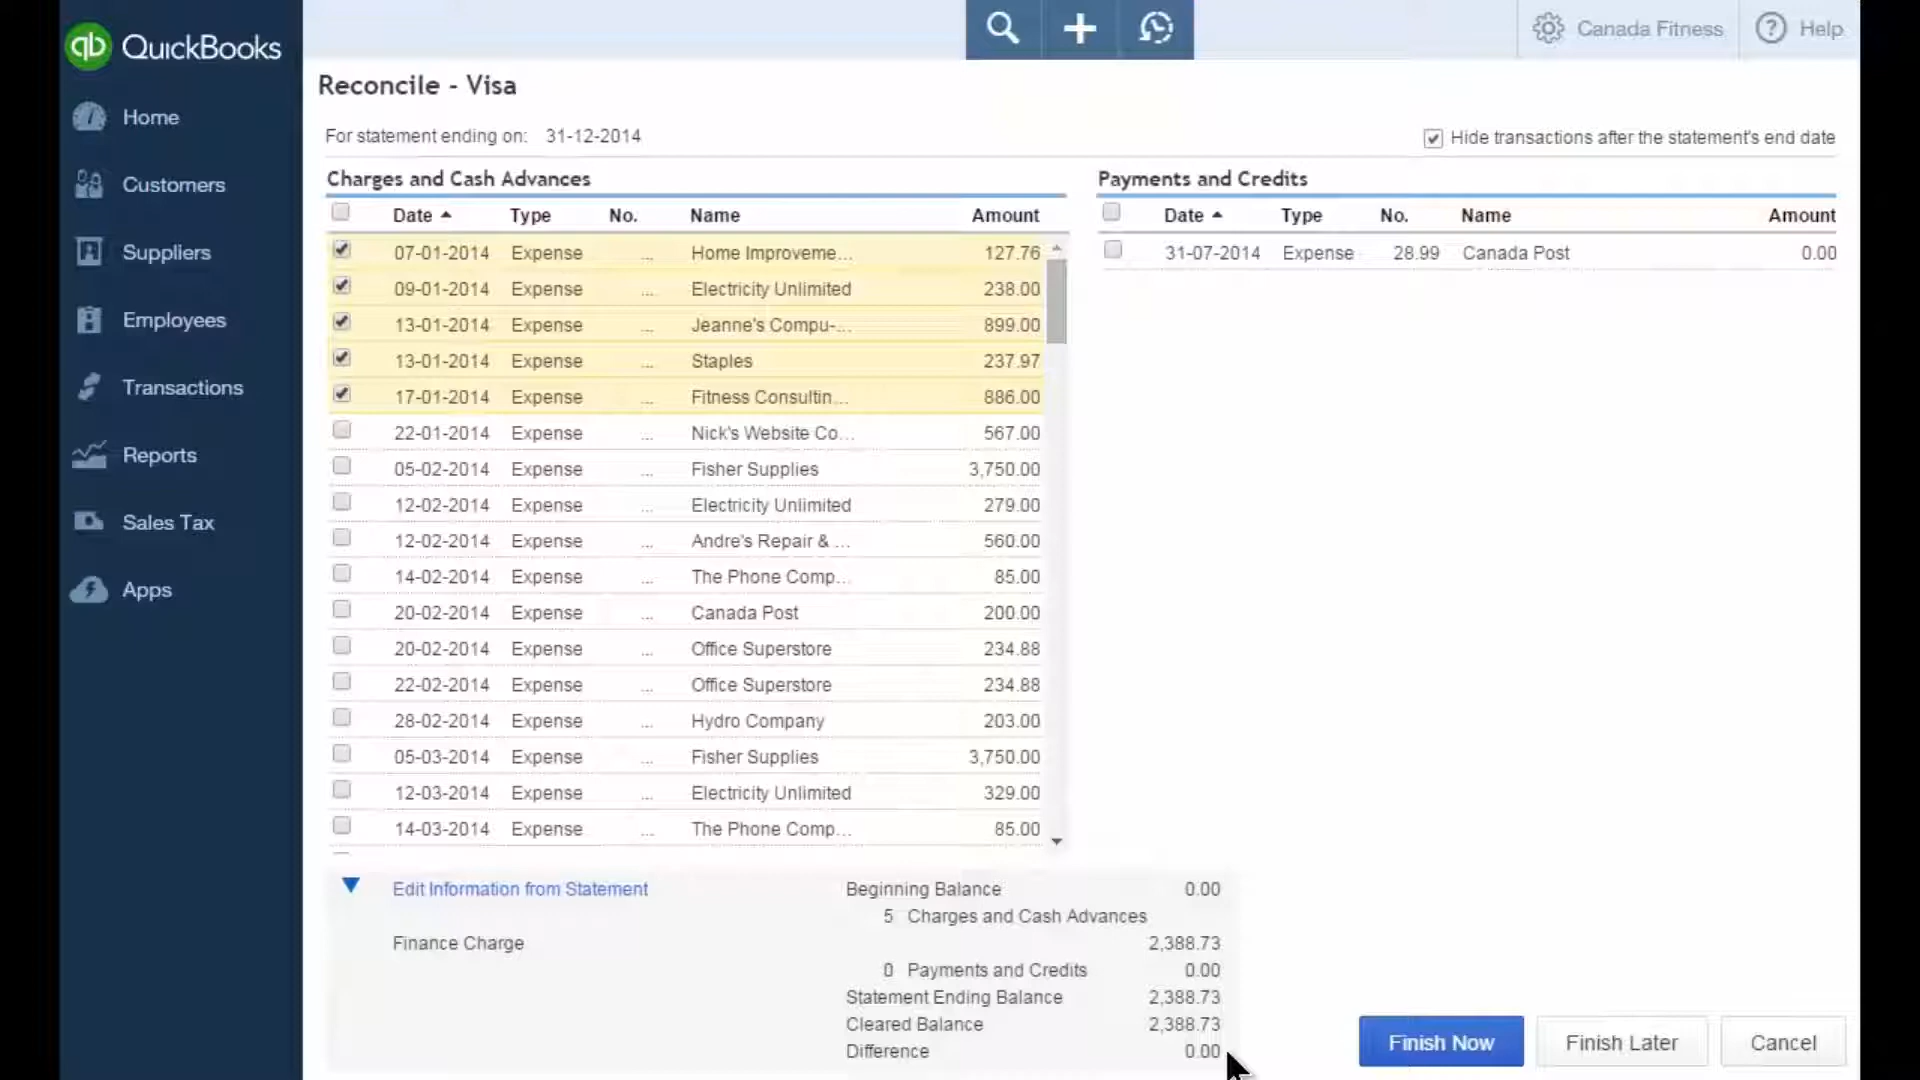 qb QuickBooks
Canada Fitness
? Help
Home
Customers
Suppliers
Employees
Transactions
Reports
Sales Tax
Apps
Reconcile - Visa
For statement ending on: 31-12-2014
Hide transactions after the statement's end date
Charges and Cash Advances
Date Type No. Name Amount
07-01-2014 Expense ... Home Improveme... 127.76
09-01-2014 Expense ... Electricity Unlimited 238.00
13-01-2014 Expense ... Jeanne's Compu-... 899.00
13-01-2014 Expense ... Staples 237.97
17-01-2014 Expense ... Fitness Consultin... 886.00
22-01-2014 Expense ... Nick's Website Co... 567.00
05-02-2014 Expense ... Fisher Supplies 3,750.00
12-02-2014 Expense ... Electricity Unlimited 279.00
12-02-2014 Expense ... Andre's Repair & ... 560.00
14-02-2014 Expense ... The Phone Comp... 85.00
20-02-2014 Expense ... Canada Post 200.00
20-02-2014 Expense ... Office Superstore 234.88
22-02-2014 Expense ... Office Superstore 234.88
28-02-2014 Expense ... Hydro Company 203.00
05-03-2014 Expense ... Fisher Supplies 3,750.00
12-03-2014 Expense ... Electricity Unlimited 329.00
14-03-2014 Expense ... The Phone Comp... 85.00
Payments and Credits
Date Type No. Name Amount
31-07-2014 Expense 28.99 Canada Post 0.00
Edit Information from Statement
Finance Charge
Beginning Balance 0.00
5 Charges and Cash Advances
2,388.73
0 Payments and Credits 0.00
Statement Ending Balance 2,388.73
Cleared Balance 2,388.73
Difference 0.00
Finish Now
Finish Later
Cancel